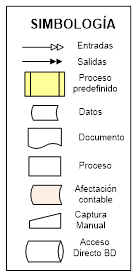 SIMBOLOGÍA
Entradas
Salidas
Proceso
predefinido
Datos
Documento
Proceso
Afectación
contable
Captura
Manual
Acceso
Directo BD